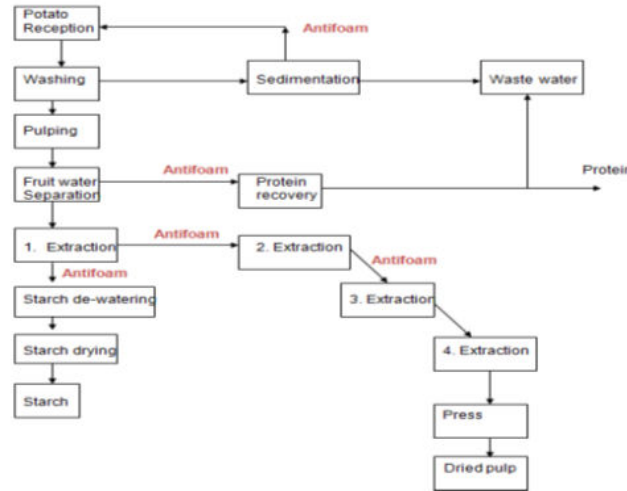 Potato
Reception
Antifoam
Washing
Sedimentation
Waste water
Pulping
Antifoam
Protein
Fruit water
Separation
Protein
recovery
Antifoam
1. Extraction
2. Extraction
Antifoam
Antifoam
Starch de-watering
3. Extraction
Starch drying
4. Extraction
Starch
Press
Dried pulp